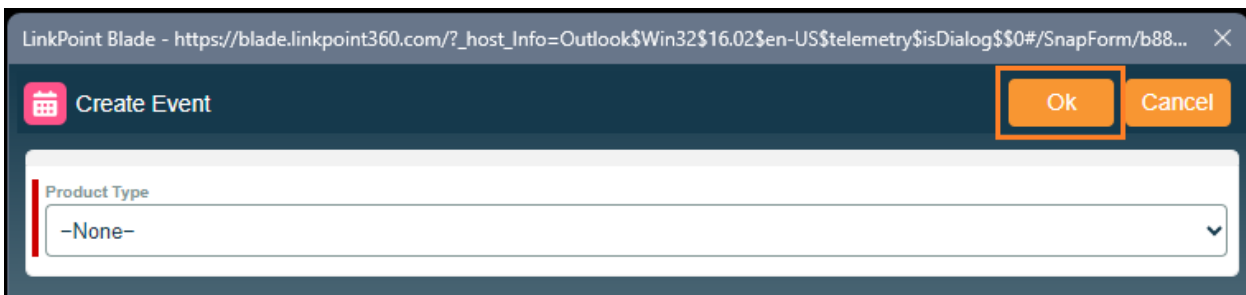 LinkPoint Blade - https://blade.linkpoint360.com/?_host_Info=Outlook$Win32$16.02$en-US$telemetry$isDialog$$0#/SnapForm/b88...
Create Event
Ok
Cancel
Product Type
–None–